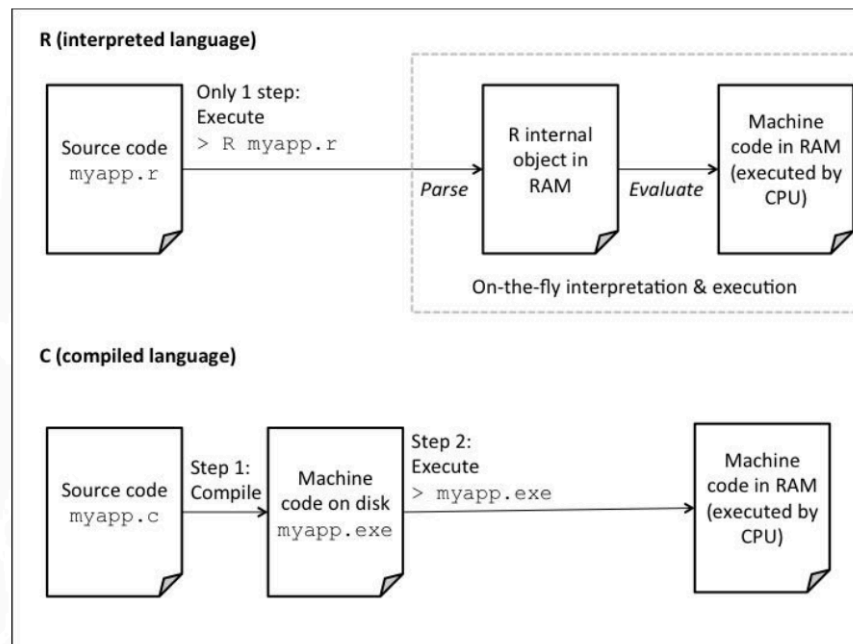 R (interpreted language)
Only 1 step:
Execute
> R myapp.r
Source code
myapp.r
Parse
R internal
object in
RAM
Evaluate
Machine
code in RAM
(executed by
CPU)
On-the-fly interpretation & execution
C (compiled language)
Source code
myapp.c
Step 1:
Compile
Machine
code on disk
myapp.exe
Step 2:
Execute
> myapp.exe
Machine
code in RAM
(executed by
CPU)